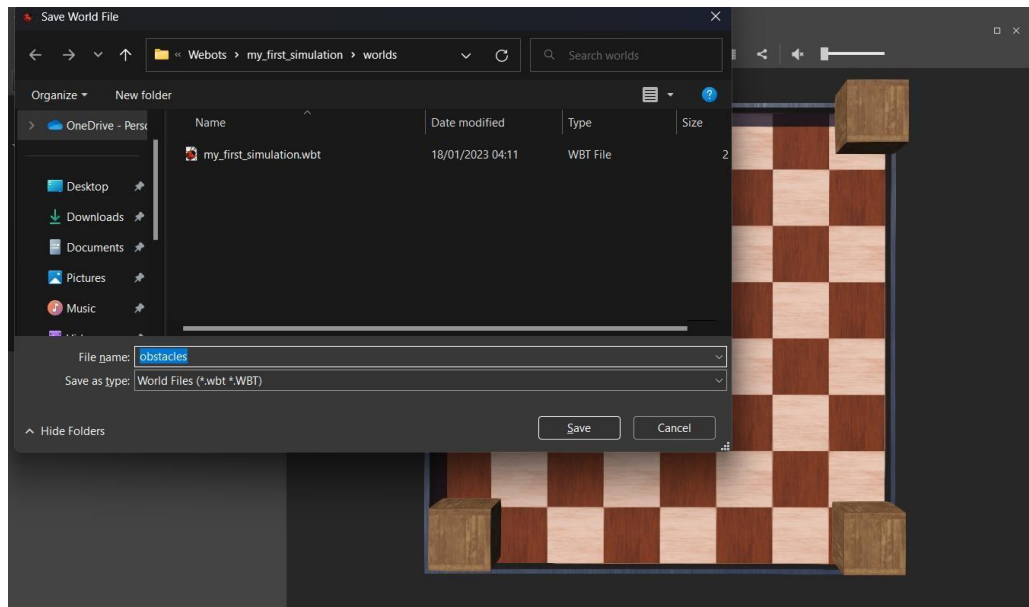 Save World File
« Webots › my_first_simulation › worlds
Search worlds
Organize
New folder
OneDrive - Perso
Name
Date modified
Type
Size
my_first_simulation.wbt
18/01/2023 04:11
WBT File
2
Desktop
Downloads
Documents
Pictures
Music
File name: obstacles
Save as type: World Files (*.wbt *.WBT)
Hide Folders
Save
Cancel